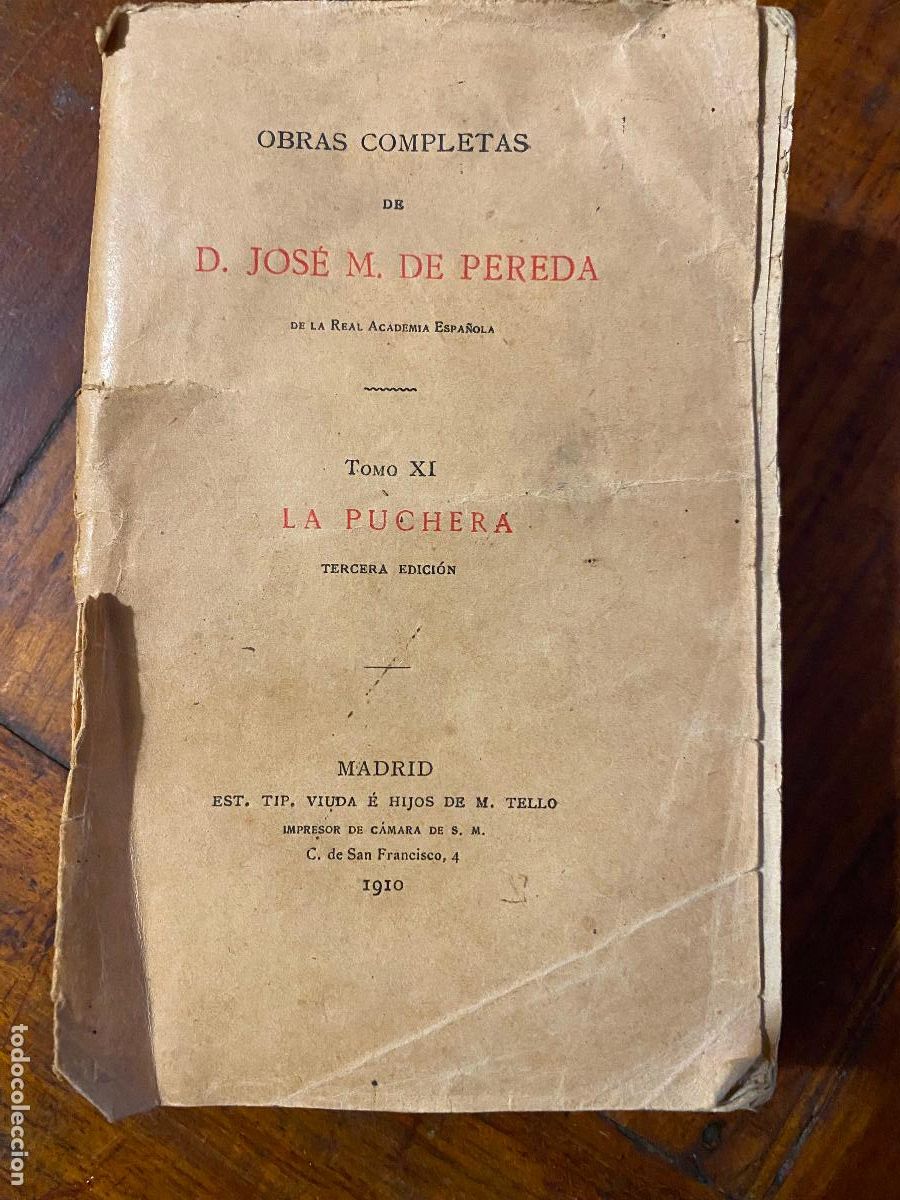 OBRAS COMPLETAS
DE
D. JOSÉ M. DE PEREDA
DE LA REAL ACADEMIA ESPAÑOLA
TOMO XI
LA PUCHERA
TERCERA EDICIÓN
MADRID
EST. TIP. VIUDA É HIJOS DE M. TELLO
IMPRESOR DE CÁMARA DE S. M.
C. de San Francisco, 4
1910
todocoleccion